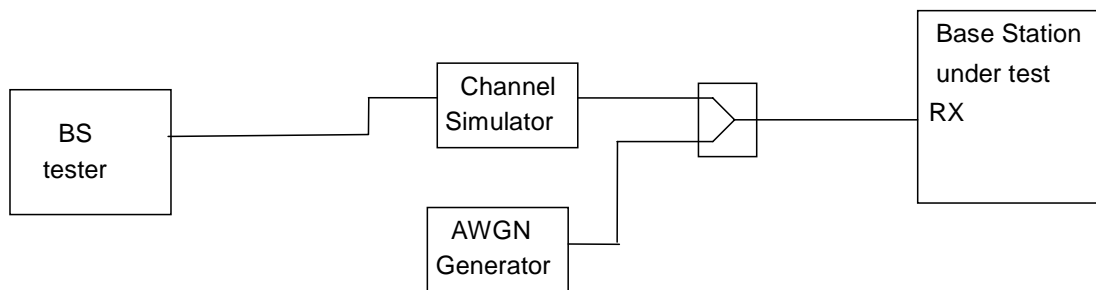 BS
tester
Channel
Simulator
AWGN
Generator
Base Station
under test
RX